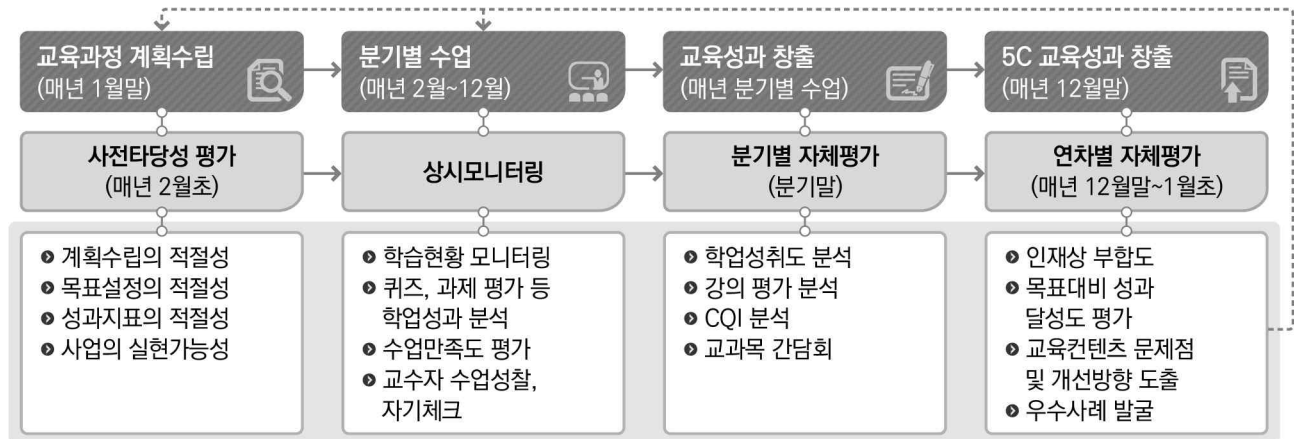 교육과정 계획수립
(매년 1월말)
분기별 수업
(매년 2월~12월)
교육성과 창출
(매년 분기별 수업)
5C 교육성과 창출
(매년 12월말)
사전타당성 평가
(매년 2월초)
상시모니터링
분기별 자체평가
(분기말)
연차별 자체평가
(매년 12월말~1월초)
계획수립의 적절성
목표설정의 적절성
성과지표의 적절성
사업의 실현가능성
학습현황 모니터링
퀴즈, 과제 평가 등
학업성과 분석
수업만족도 평가
교수자 수업성찰,
자기체크
학업성취도 분석
강의 평가 분석
CQI 분석
교과목 간담회
인재상 부합도
목표대비 성과
달성도 평가
교육컨텐츠 문제점
및 개선방향 도출
우수사례 발굴